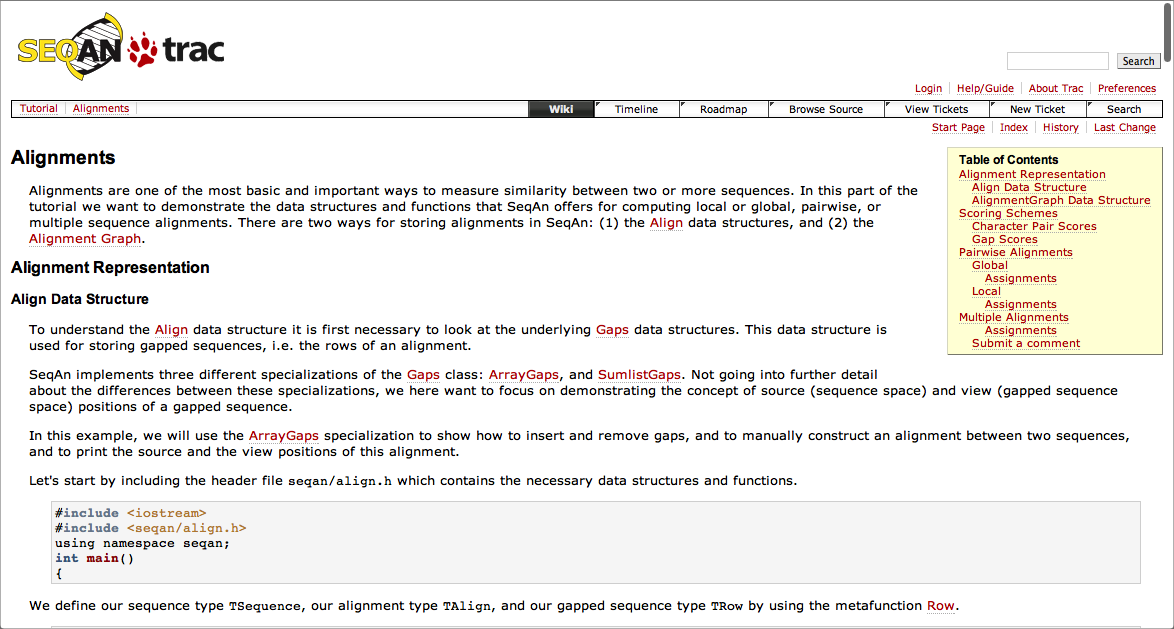 SEQAN trac
Search
Login Help/Guide About Trac Preferences
Tutorial Alignments Wiki Timeline Roadmap Browse Source View Tickets New Ticket Search
Start Page Index History Last Change
Alignments
Alignments are one of the most basic and important ways to measure similarity between two or more sequences. In this part of the
tutorial we want to demonstrate the data structures and functions that SeqAn offers for computing local or global, pairwise, or
multiple sequence alignments. There are two ways for storing alignments in SeqAn: (1) the Align data structures, and (2) the
Alignment Graph.
Table of Contents
Alignment Representation
Align Data Structure
AlignmentGraph Data Structure
Scoring Schemes
Character Pair Scores
Gap Scores
Pairwise Alignments
Global
Assignments
Local
Assignments
Multiple Alignments
Assignments
Submit a comment
Alignment Representation
Align Data Structure
To understand the Align data structure it is first necessary to look at the underlying Gaps data structures. This data structure is
used for storing gapped sequences, i.e. the rows of an alignment.
SeqAn implements three different specializations of the Gaps class: ArrayGaps, and SumlistGaps. Not going into further detail
about the differences between these specializations, we here want to focus on demonstrating the concept of source (sequence space) and view (gapped sequence
space) positions of a gapped sequence.
In this example, we will use the ArrayGaps specialization to show how to insert and remove gaps, and to manually construct an alignment between two sequences,
and to print the source and the view positions of this alignment.
Let's start by including the header file seqan/align.h which contains the necessary data structures and functions.
#include <iostream>
#include <seqan/align.h>
using namespace seqan;
int main()
{
We define our sequence type TSequence, our alignment type TAlign, and our gapped sequence type TRow by using the metafunction Row.